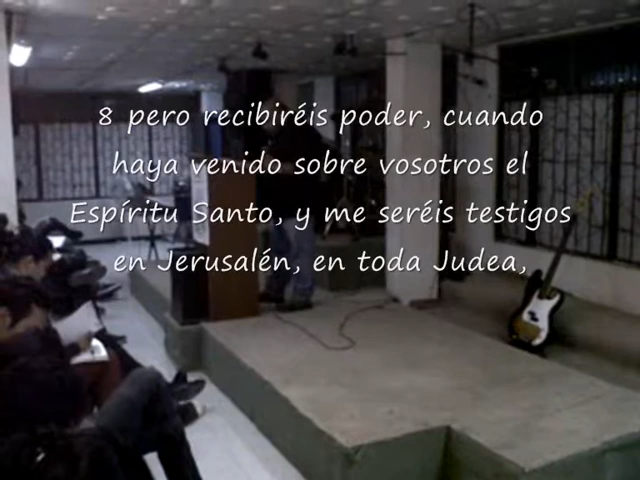 8 pero recibiréis poder, cuando
haya venido sobre vosotros el
Espíritu Santo, y me seréis testigos
en Jerusalén, en toda Judea,